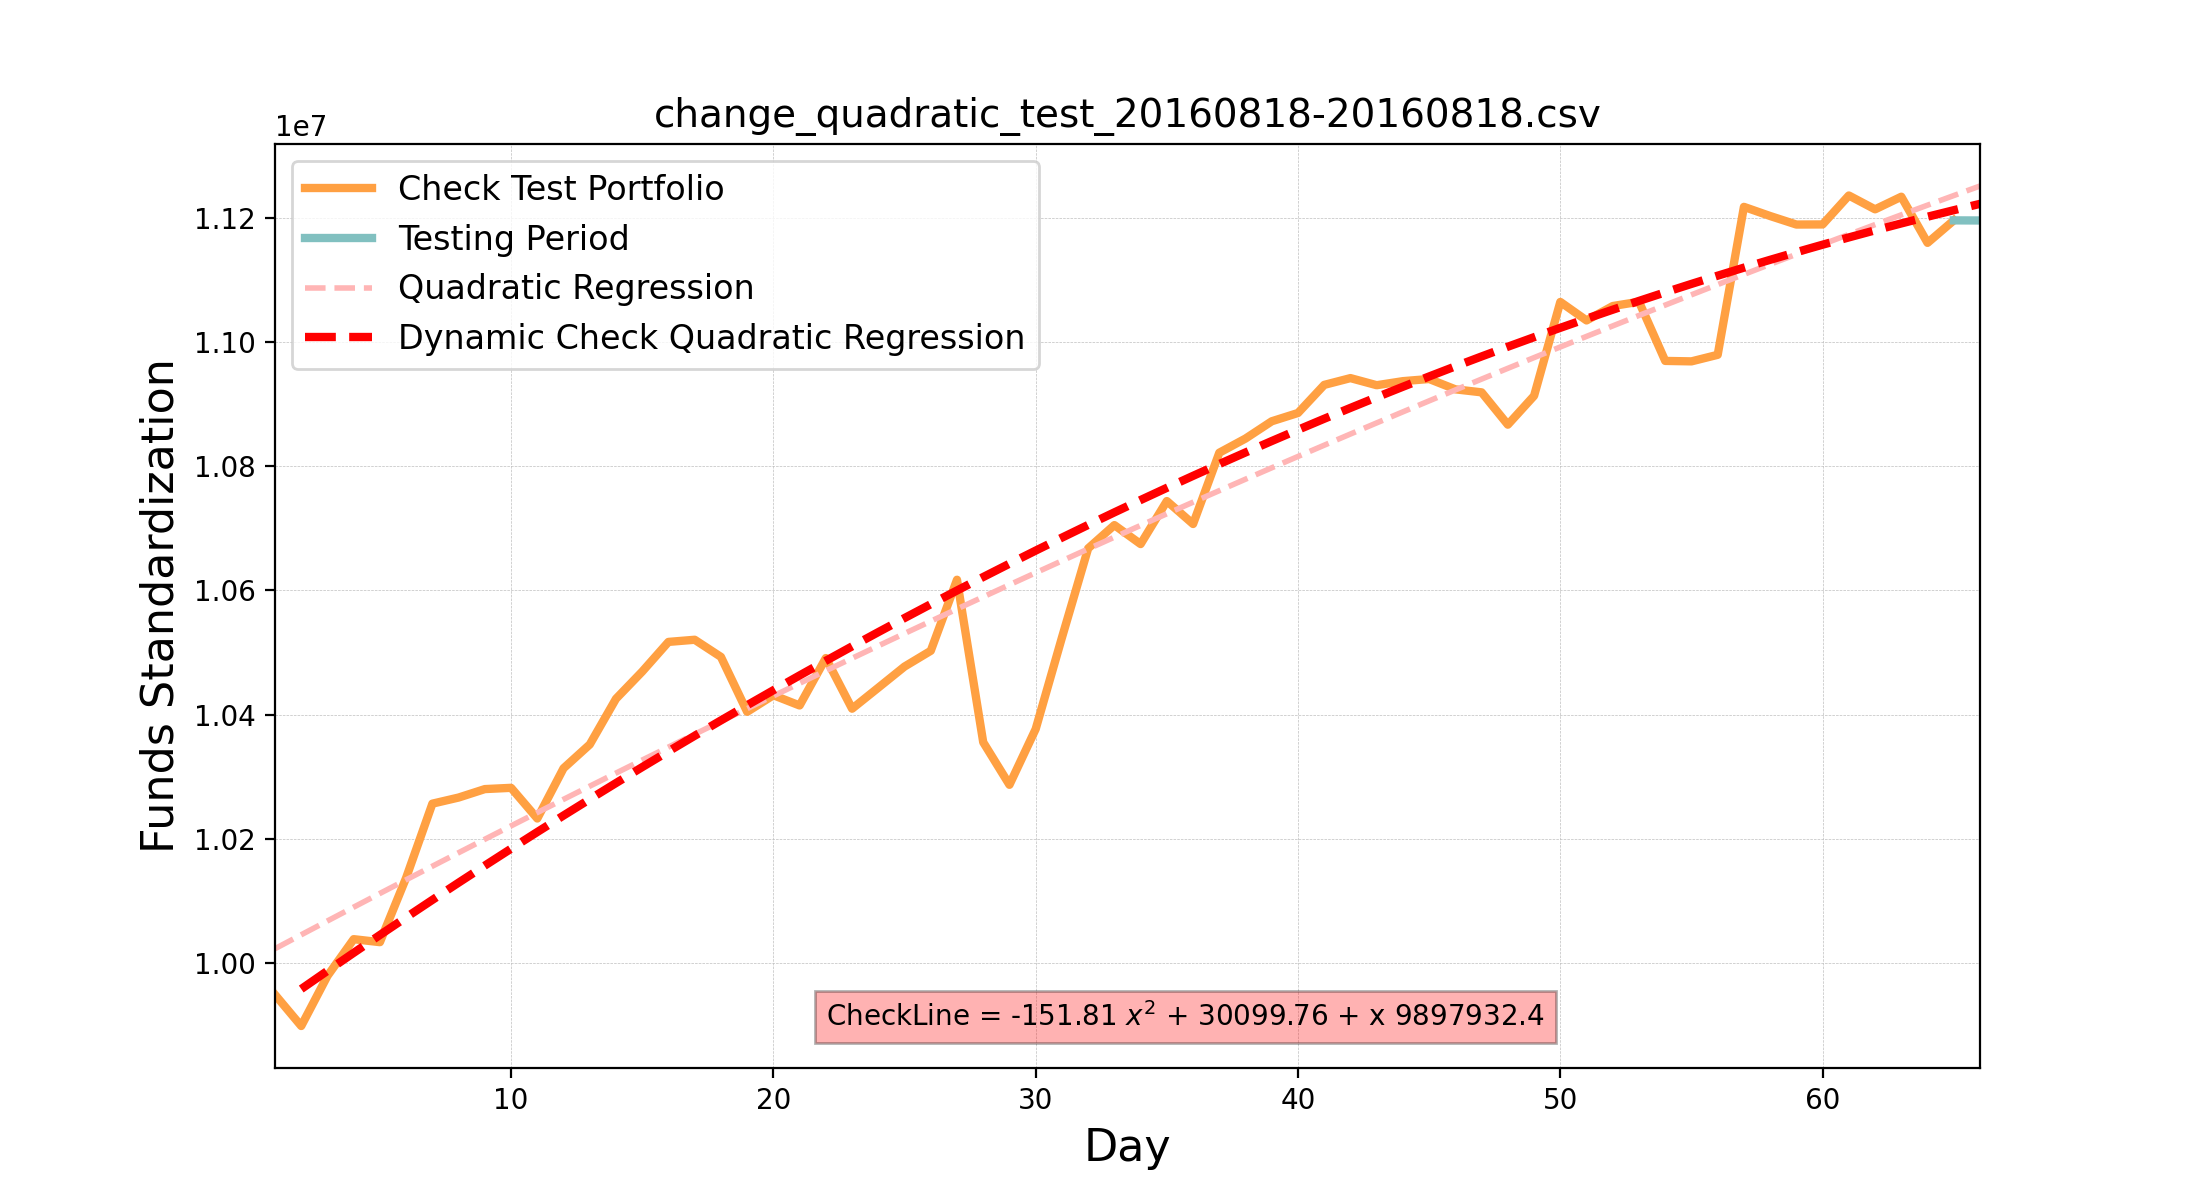 change_quadratic_test_20160818-20160818.csv
1e7
Check Test Portfolio
Testing Period
Quadratic Regression
Dynamic Check Quadratic Regression
1.12
1.10
1.08
1.06
1.04
1.02
1.00
Funds Standardization
CheckLine = -151.81 x² + 30099.76 + x 9897932.4
10 20 30 40 50 60
Day